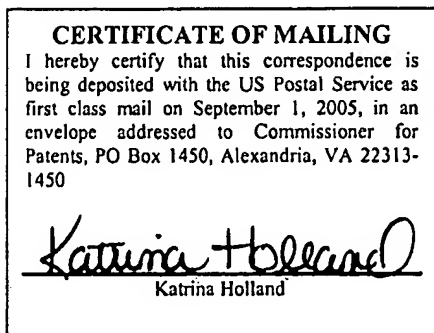 CERTIFICATE OF MAILING
I hereby certify that this correspondence is
being deposited with the US Postal Service as
first class mail on September 1, 2005, in an
envelope addressed to Commissioner for
Patents, PO Box 1450, Alexandria, VA 22313-
1450
Katrina Holland
Katrina Holland